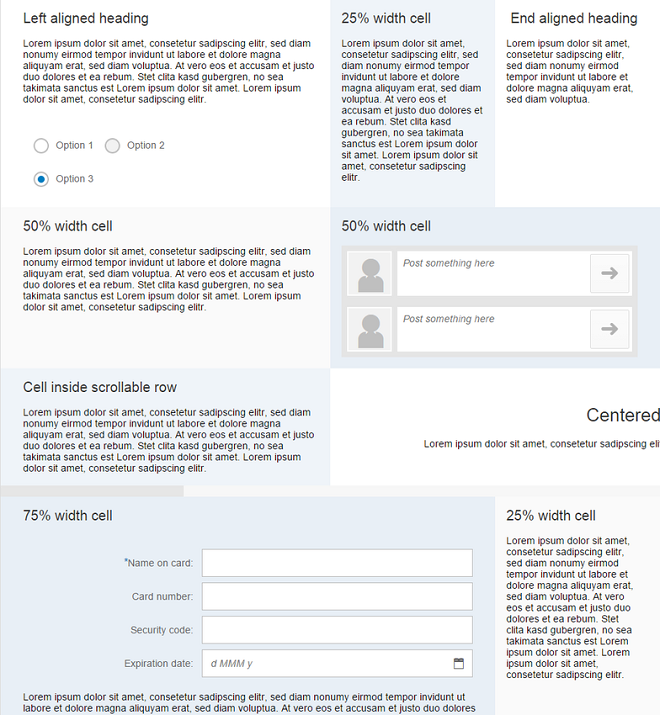 Left aligned heading
Lorem ipsum dolor sit amet, consetetur sadipscing elitr, sed diam
nonumy eirmod tempor invidunt ut labore et dolore magna
aliquyam erat, sed diam voluptua. At vero eos et accusam et justo
duo dolores et ea rebum. Stet clita kasd gubergren, no sea
takimata sanctus est Lorem ipsum dolor sit amet. Lorem ipsum
dolor sit amet, consetetur sadipscing elitr.
Option 1
Option 2
Option 3
25% width cell
Lorem ipsum dolor sit amet,
consetetur sadipscing elitr, sed
diam nonumy eirmod tempor
invidunt ut labore et dolore
magna aliquyam erat, sed diam
voluptua. At vero eos et
accusam et justo duo dolores et
ea rebum. Stet clita kasd
gubergren, no sea takimata
sanctus est Lorem ipsum dolor
sit amet. Lorem ipsum dolor sit
amet, consetetur sadipscing
elitr.
End aligned heading
Lorem ipsum dolor sit amet,
consetetur sadipscing elitr,
sed diam nonumy eirmod
tempor invidunt ut labore et
dolore magna aliquyam erat,
sed diam voluptua.
50% width cell
Lorem ipsum dolor sit amet, consetetur sadipscing elitr, sed diam
nonumy eirmod tempor invidunt ut labore et dolore magna
aliquyam erat, sed diam voluptua. At vero eos et accusam et justo
duo dolores et ea rebum. Stet clita kasd gubergren, no sea
takimata sanctus est Lorem ipsum dolor sit amet. Lorem ipsum
dolor sit amet, consetetur sadipscing elitr.
50% width cell
Post something here
Post something here
Cell inside scrollable row
Lorem ipsum dolor sit amet, consetetur sadipscing elitr, sed diam
nonumy eirmod tempor invidunt ut labore et dolore magna
aliquyam erat, sed diam voluptua. At vero eos et accusam et justo
duo dolores et ea rebum. Stet clita kasd gubergren, no sea
takimata sanctus est Lorem ipsum dolor sit amet. Lorem ipsum
dolor sit amet, consetetur sadipscing elitr.
Centered
Lorem ipsum dolor sit amet, consetetur sadipscing eli
75% width cell
*Name on card:
Card number:
Security code:
Expiration date:
d MMM y
Lorem ipsum dolor sit amet, consetetur sadipscing elitr, sed diam nonumy eirmod tempor invidunt ut
labore et dolore magna aliquyam erat, sed diam voluptua. At vero eos et accusam et justo duo dolores
25% width cell
Lorem ipsum dolor sit amet,
consetetur sadipscing elitr,
sed diam nonumy eirmod
tempor invidunt ut labore et
dolore magna aliquyam erat,
sed diam voluptua. At vero
eos et accusam et justo duo
dolores et ea rebum. Stet
clita kasd gubergren, no sea
takimata sanctus est Lorem
ipsum dolor sit amet. Lorem
ipsum dolor sit amet,
consetetur sadipscing elitr.